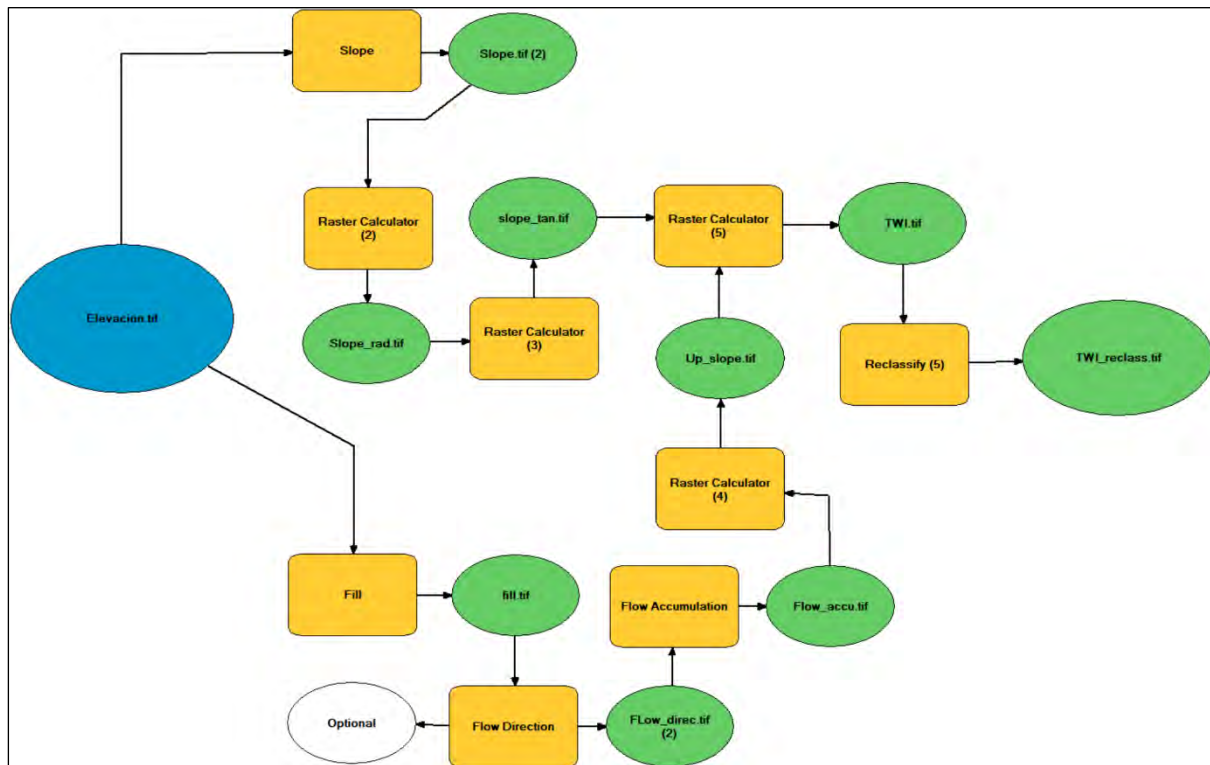 Slope
Slope.tif (2)
Raster Calculator
(2)
slope_tan.tif
Raster Calculator
(5)
TWI.tif
Elevacion.tif
Slope_rad.tif
Raster Calculator
(3)
Up_slope.tif
Reclassify (5)
TWI_reclass.tif
Raster Calculator
(4)
Fill
fill.tif
Flow Accumulation
Flow_accu.tif
Optional
Flow Direction
FLow_direc.tif
(2)